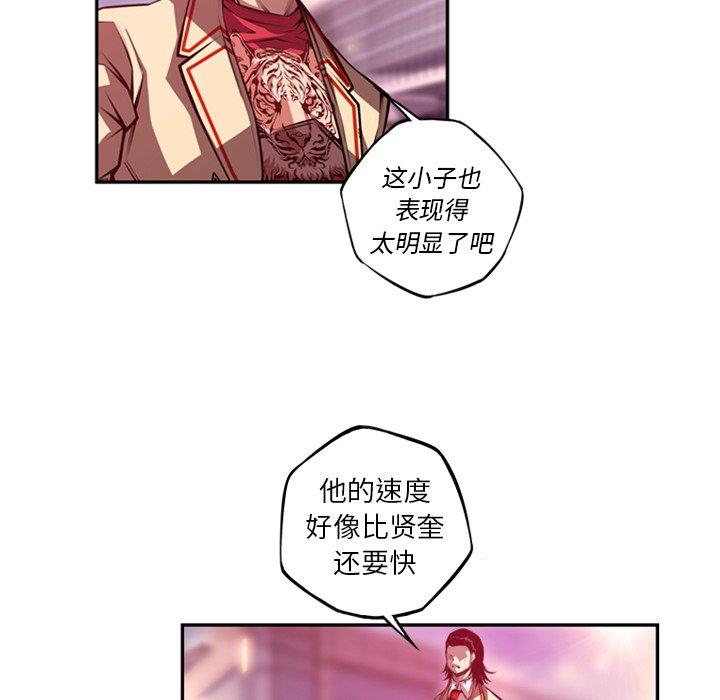 这小子也
表现得
太明显了吧
他的速度
好像比贤奎
还要快